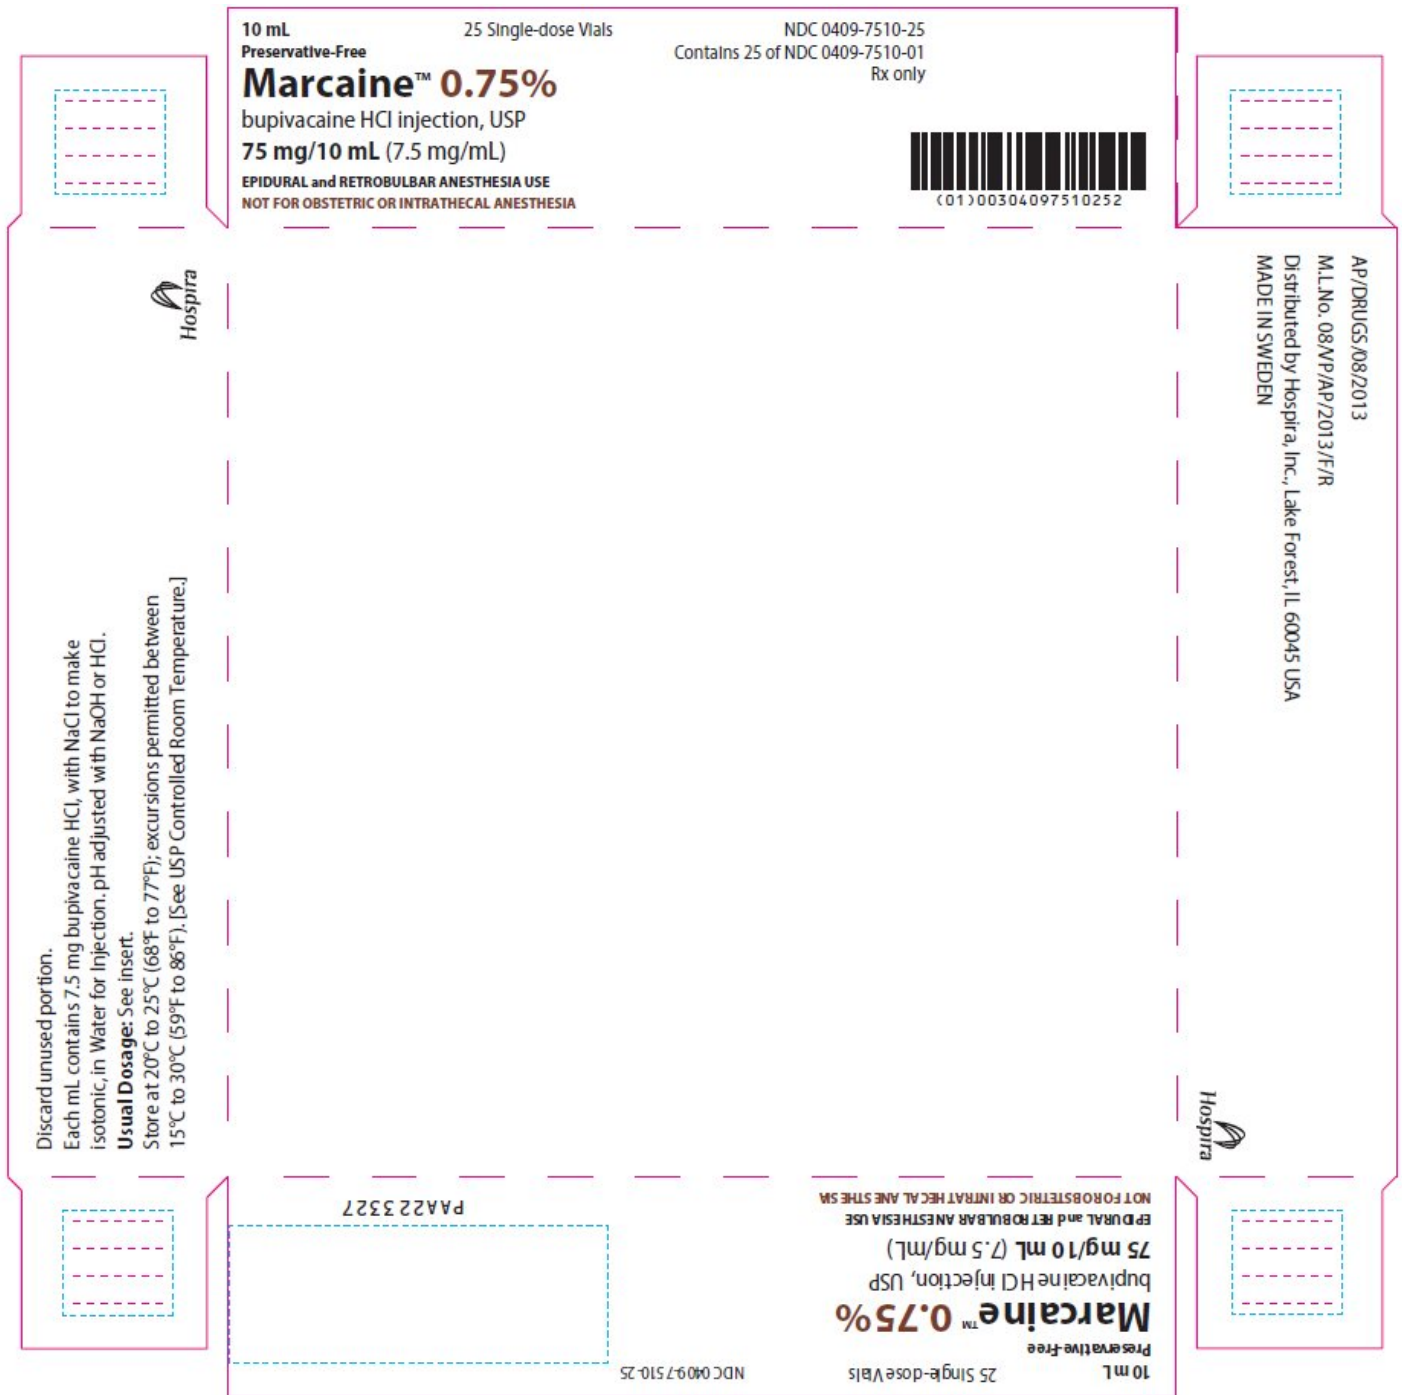 10 mL 25 Single-dose Vials NDC 0409-7510-25
Preservative-Free Contains 25 of NDC 0409-7510-01
Marcaine™ 0.75% Rx only
bupivacaine HCl injection, USP
75 mg/10 mL (7.5 mg/mL)
EPIDURAL and RETROBULBAR ANESTHESIA USE
NOT FOR OBSTETRIC OR INTRATHECAL ANESTHESIA
(01)00304097510252
Hospira
Discard unused portion.
Each mL contains 7.5 mg bupivacaine HCl, with NaCl to make
isotonic, in Water for Injection. pH adjusted with NaOH or HCl.
Usual Dosage: See insert.
Store at 20°C to 25°C (68°F to 77°F); excursions permitted between
15°C to 30°C (59°F to 86°F). [See USP Controlled Room Temperature.]
AP/DRUGS/08/2013
M.L.No. 08/VP/AP/2013/F/R
Distributed by Hospira, Inc., Lake Forest, IL 60045 USA
MADE IN SWEDEN
Hospira
10 mL 25 Single-dose Vials NDC 0409-7510-25
Preservative-Free
Marcaine™ 0.75%
bupivacaine HCl injection, USP
75 mg/10 mL (7.5 mg/mL)
EPIDURAL and RETROBULBAR ANESTHESIA USE
NOT FOR OBSTETRIC OR INTRATHECAL ANESTHESIA
PAA223327